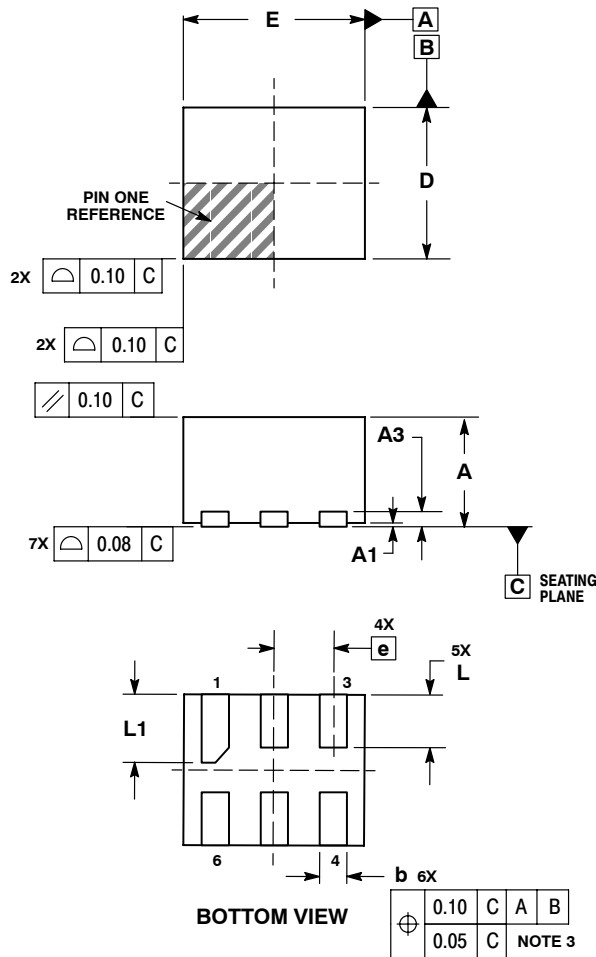 E
A
B
D
PIN ONE
REFERENCE
2X 0.10 C
2X 0.10 C
// 0.10 C
A3
A
7X 0.08 C
A1
C SEATING
PLANE
4X
e
5X
L
1
3
L1
6
4
b 6X
BOTTOM VIEW
0.10 C A B
0.05 C NOTE 3